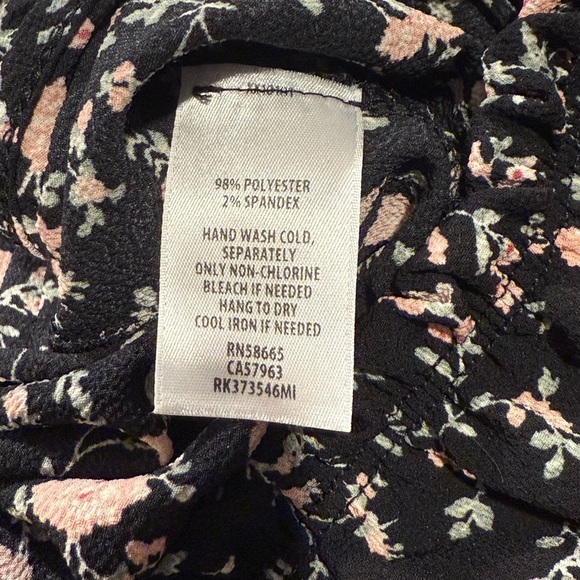 98% POLYESTER
2% SPANDEX
HAND WASH COLD,
SEPARATELY
ONLY NON-CHLORINE
BLEACH IF NEEDED
HANG TO DRY
COOL IRON IF NEEDED
RN58665
CA57963
RK373546MI